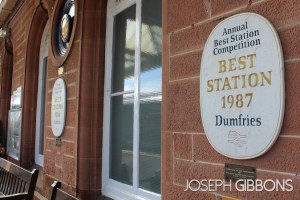 Annual
Best Station
Competition
BEST
STATION
1987
Dumfries
JOSEPH GIBBONS